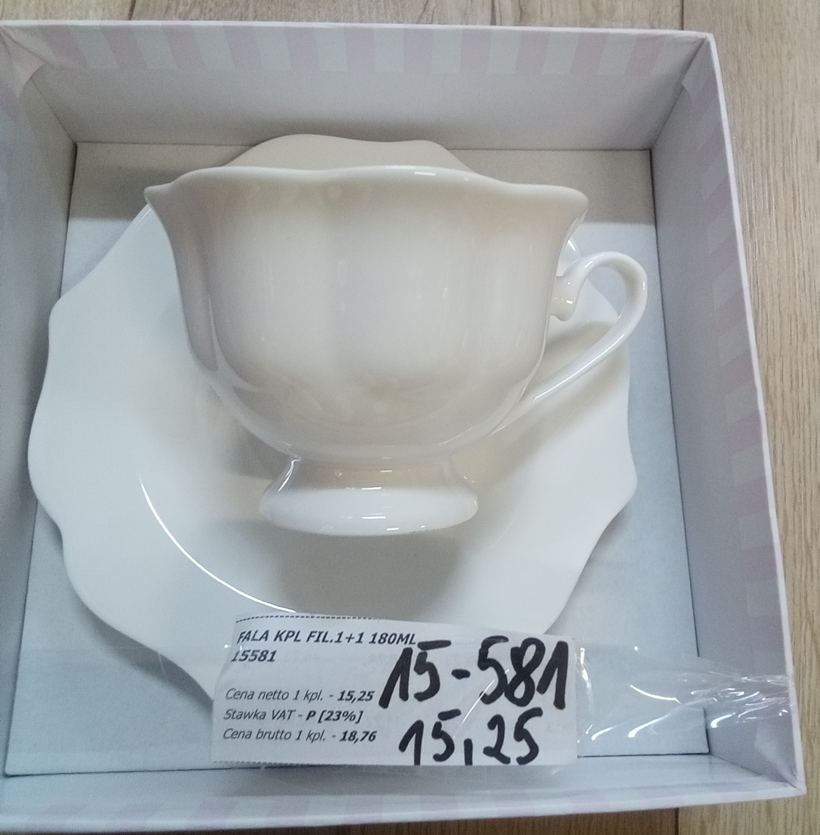 FALA KPL FIL.1+1 180ML
15581
15-581
Cena netto 1 kpl. - 15,25
Stawka VAT - P [23%]
Cena brutto 1 kpl. - 18,76
15,25